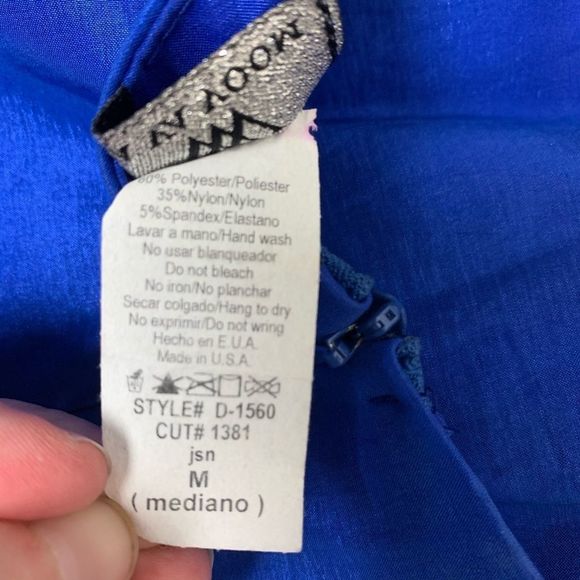 MOOV
60% Polyester/Poliester
35%Nylon/Nylon
5%Spandex/Elastano
Lavar a mano/Hand wash
No usar blanqueador
Do not bleach
No iron/No planchar
Secar colgado/Hang to dry
No exprimir/Do not wring
Hecho en E.U.A.
Made in U.S.A.
STYLE# D-1560
CUT# 1381
jsn
M
( mediano )